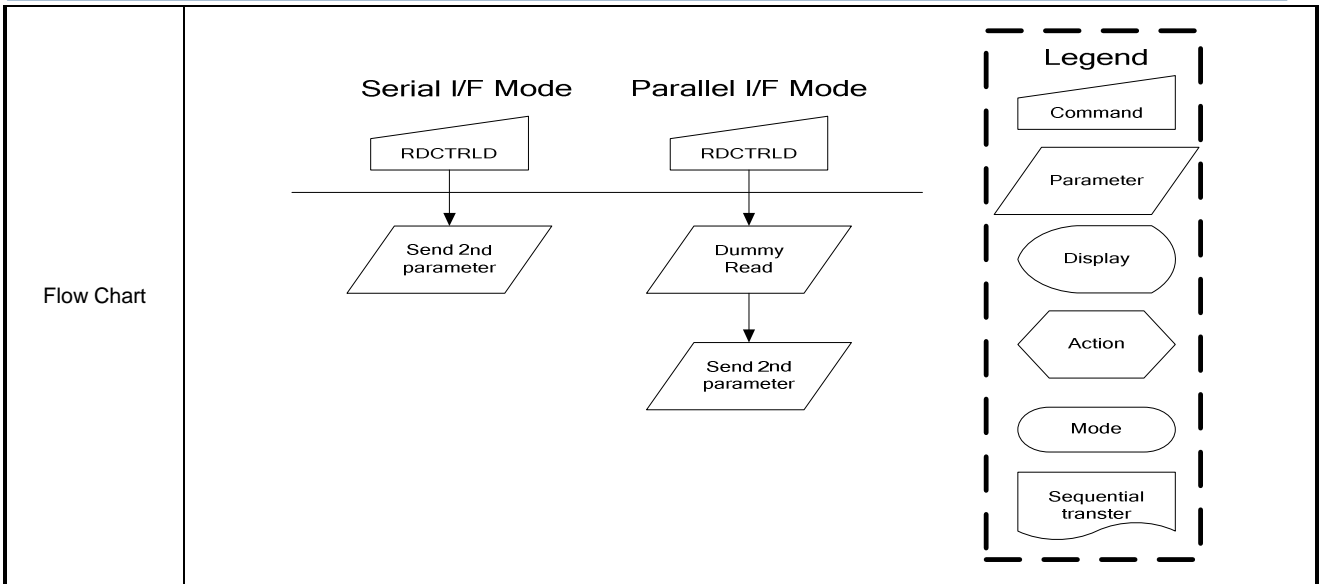 Flow Chart
Serial I/F Mode
RDCTRLD
Send 2nd
parameter
Parallel I/F Mode
RDCTRLD
Dummy
Read
Send 2nd
parameter
Legend
Command
Parameter
Display
Action
Mode
Sequential
transter